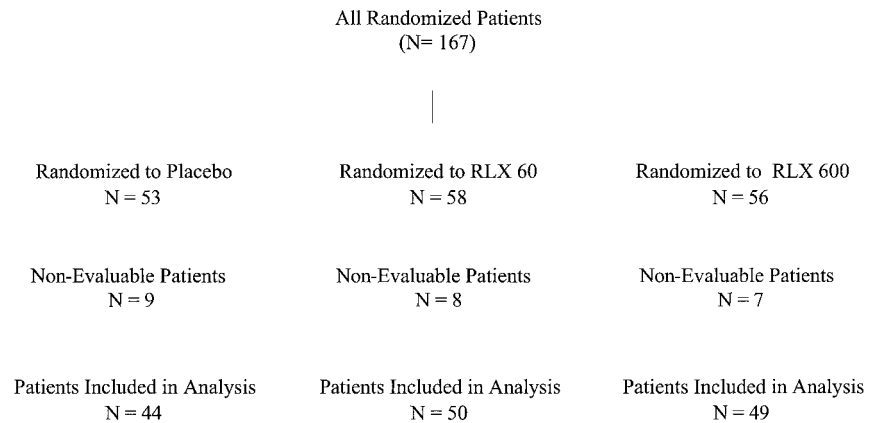 All Randomized Patients
(N= 167)
Randomized to Placebo
N = 53
Randomized to RLX 60
N = 58
Randomized to RLX 600
N = 56
Non-Evaluable Patients
N = 9
Non-Evaluable Patients
N = 8
Non-Evaluable Patients
N = 7
Patients Included in Analysis
N = 44
Patients Included in Analysis
N = 50
Patients Included in Analysis
N = 49